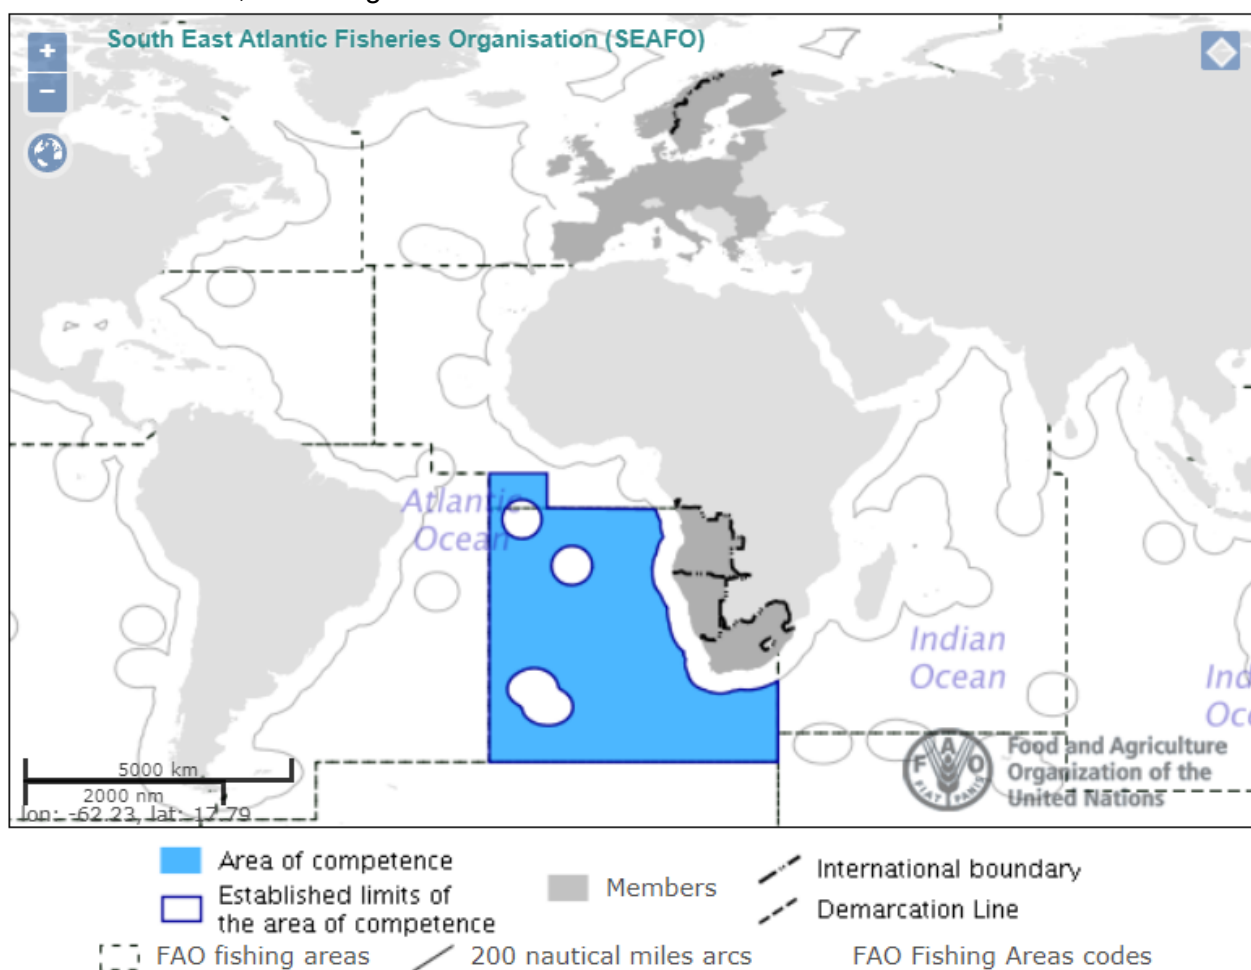 South East Atlantic Fisheries Organisation (SEAFO)
+
−
Atlantic
Ocean
Indian
Ocean
Ind
Oc
5000 km
2000 nm
lon: -62.23, lat: 17.79
F A O
FIAT PANIS
Food and Agriculture
Organization of the
United Nations
Area of competence
Established limits of
the area of competence
Members
International boundary
Demarcation Line
FAO fishing areas
200 nautical miles arcs
FAO Fishing Areas codes